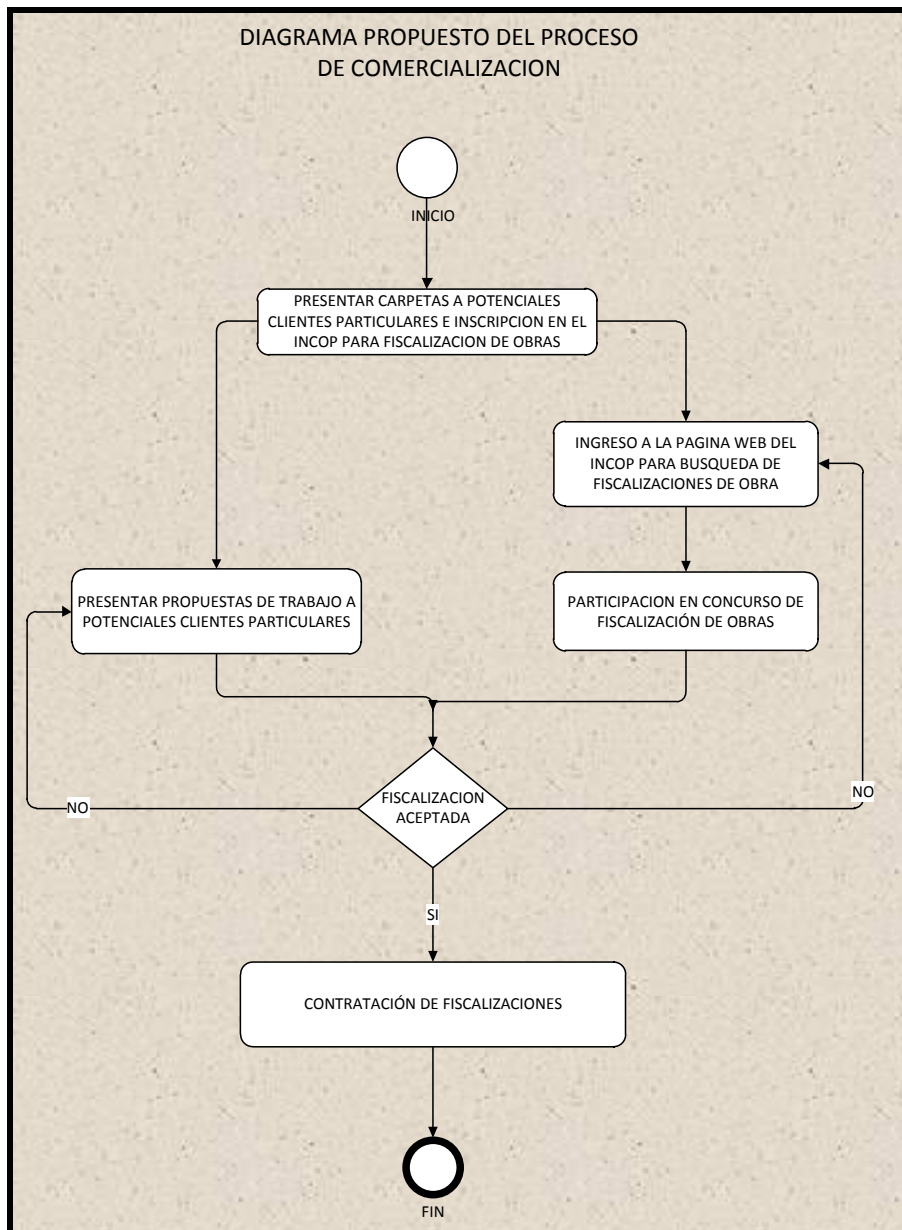 DIAGRAMA PROPUESTO DEL PROCESO
DE COMERCIALIZACION
INICIO
PRESENTAR CARPETAS A POTENCIALES
CLIENTES PARTICULARES E INSCRIPCION EN EL
INCOP PARA FISCALIZACION DE OBRAS
INGRESO A LA PAGINA WEB DEL
INCOP PARA BUSQUEDA DE
FISCALIZACIONES DE OBRA
PRESENTAR PROPUESTAS DE TRABAJO A
POTENCIALES CLIENTES PARTICULARES
PARTICIPACION EN CONCURSO DE
FISCALIZACIÓN DE OBRAS
FISCALIZACION
ACEPTADA
NO
NO
SI
CONTRATACIÓN DE FISCALIZACIONES
FIN